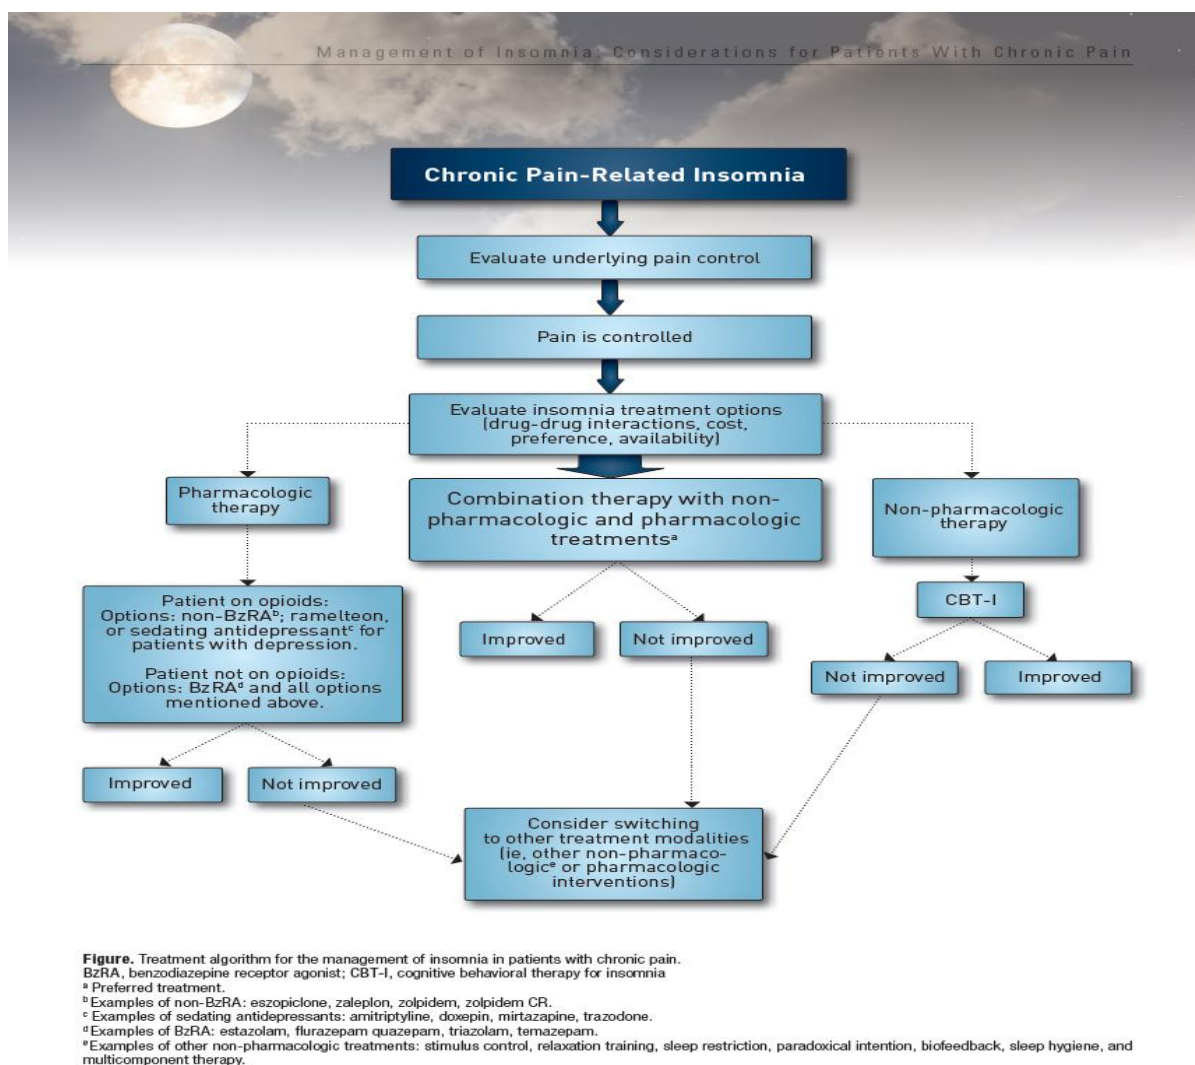 Management of Insomnia: Considerations for Patients With Chronic Pain
Chronic Pain-Related Insomnia
Evaluate underlying pain control
Pain is controlled
Evaluate insomnia treatment options
(drug-drug interactions, cost,
preference, availability)
Pharmacologic
therapy
Combination therapy with non-
pharmacologic and pharmacologic
treatmentsᵃ
Non-pharmacologic
therapy
Patient on opioids:
Options: non-BzRAᵇ; ramelteon,
or sedating antidepressantᶜ for
patients with depression.
Patient not on opioids:
Options: BzRAᵈ and all options
mentioned above.
CBT-I
Improved
Not improved
Not improved
Improved
Improved
Not improved
Consider switching
to other treatment modalities
(ie, other non-pharmaco-
logicᵉ or pharmacologic
interventions)
Figure. Treatment algorithm for the management of insomnia in patients with chronic pain.
BzRA, benzodiazepine receptor agonist; CBT-I, cognitive behavioral therapy for insomnia
ᵃ Preferred treatment.
ᵇ Examples of non-BzRA: eszopiclone, zaleplon, zolpidem, zolpidem CR.
ᶜ Examples of sedating antidepressants: amitriptyline, doxepin, mirtazapine, trazodone.
ᵈ Examples of BzRA: estazolam, flurazepam quazepam, triazolam, temazepam.
ᵉ Examples of other non-pharmacologic treatments: stimulus control, relaxation training, sleep restriction, paradoxical intention, biofeedback, sleep hygiene, and
multicomponent therapy.